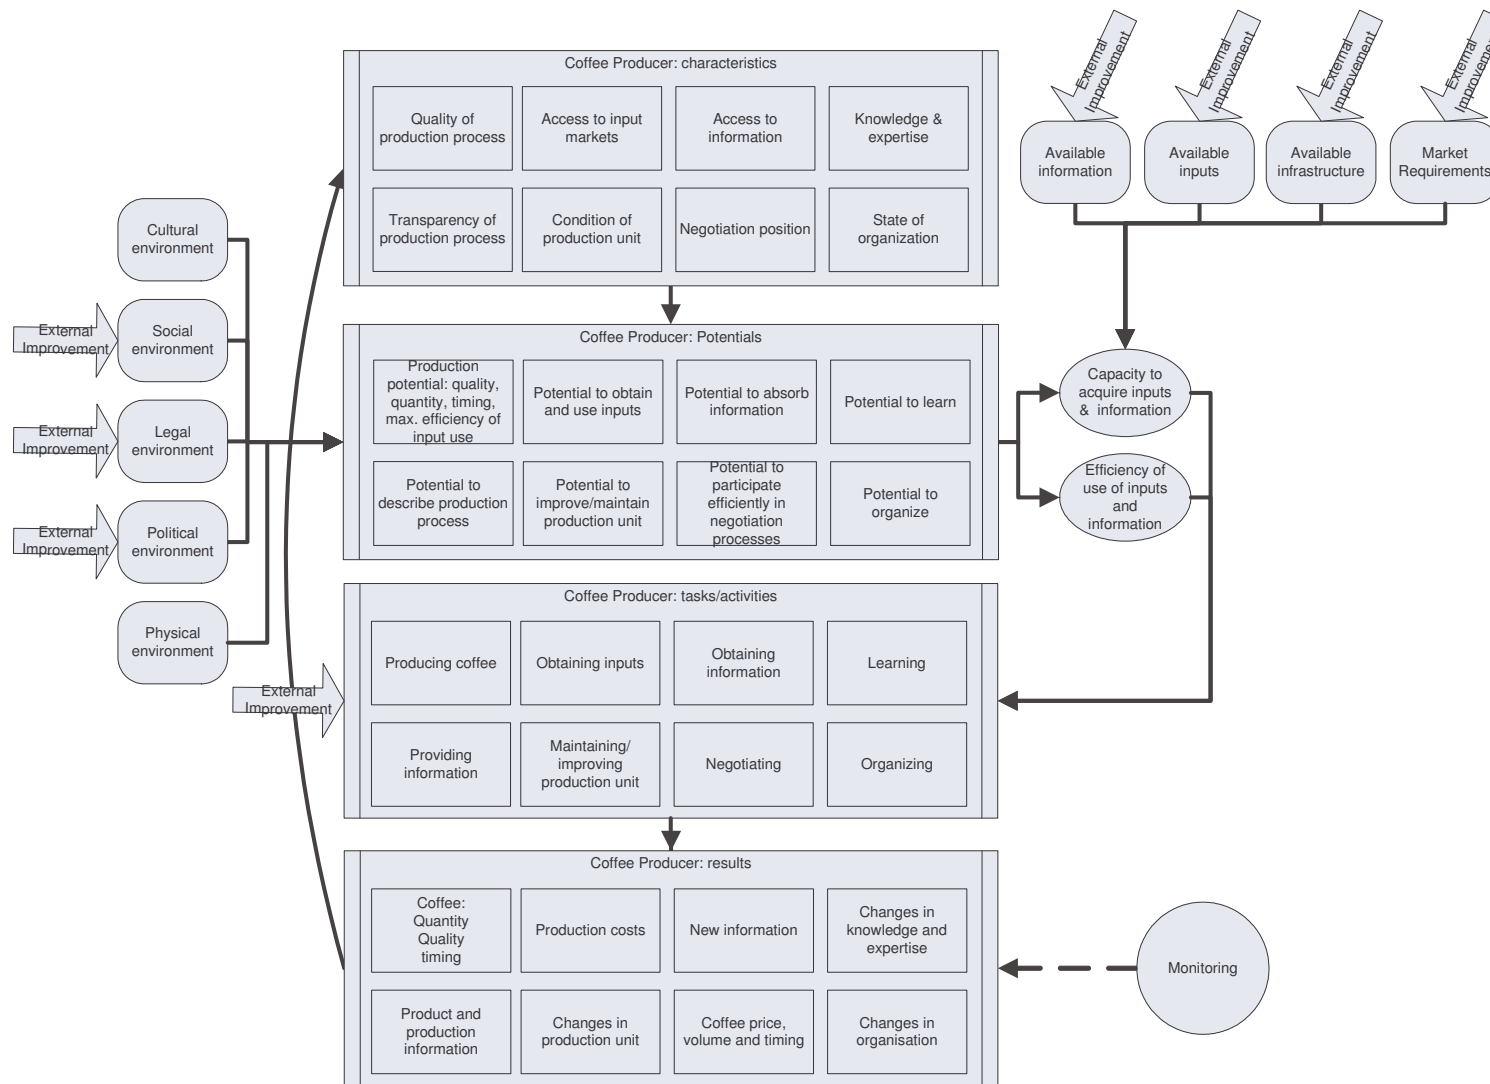 Coffee Producer: characteristics
Quality of
production process
Access to input
markets
Access to
information
Knowledge &
expertise
Transparency of
production process
Condition of
production unit
Negotiation position
State of
organization
External
Improvement
External
Improvement
External
Improvement
External
Improvement
Available
information
Available
inputs
Available
infrastructure
Market
Requirements
Cultural
environment
External
Improvement
Social
environment
External
Improvement
Legal
environment
External
Improvement
Political
environment
Physical
environment
Coffee Producer: Potentials
Production
potential: quality,
quantity, timing,
max. efficiency of
input use
Potential to obtain
and use inputs
Potential to absorb
information
Potential to learn
Potential to
describe production
process
Potential to
improve/maintain
production unit
Potential to
participate
efficiently in
negotiation
processes
Potential to
organize
Capacity to
acquire inputs
& information
Efficiency of
use of inputs
and
information
External
Improvement
Coffee Producer: tasks/activities
Producing coffee
Obtaining inputs
Obtaining
information
Learning
Providing
information
Maintaining/
improving
production unit
Negotiating
Organizing
Coffee Producer: results
Coffee:
Quantity
Quality
timing
Production costs
New information
Changes in
knowledge and
expertise
Product and
production
information
Changes in
production unit
Coffee price,
volume and timing
Changes in
organisation
Monitoring